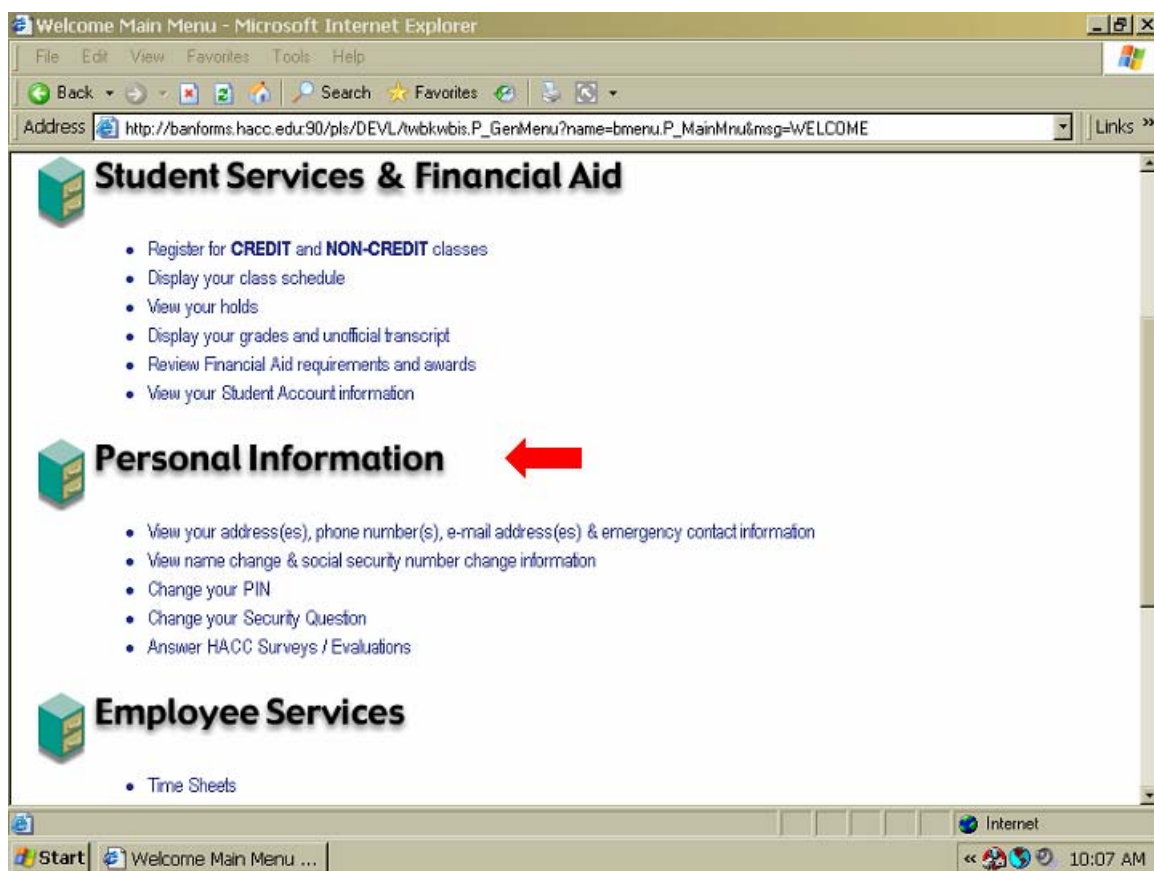 Welcome Main Menu - Microsoft Internet Explorer
File Edit View Favorites Tools Help
Back Search Favorites
Address http://banforms.hacc.edu:90/pls/DEVL/twbkwbis.P_GenMenu?name=bmenu.P_MainMnu&msg=WELCOME Links »
Student Services & Financial Aid
• Register for CREDIT and NON-CREDIT classes
• Display your class schedule
• View your holds
• Display your grades and unofficial transcript
• Review Financial Aid requirements and awards
• View your Student Account information
Personal Information
• View your address(es), phone number(s), e-mail address(es) & emergency contact information
• View name change & social security number change information
• Change your PIN
• Change your Security Question
• Answer HACC Surveys / Evaluations
Employee Services
• Time Sheets
Internet
Start Welcome Main Menu ... « 10:07 AM